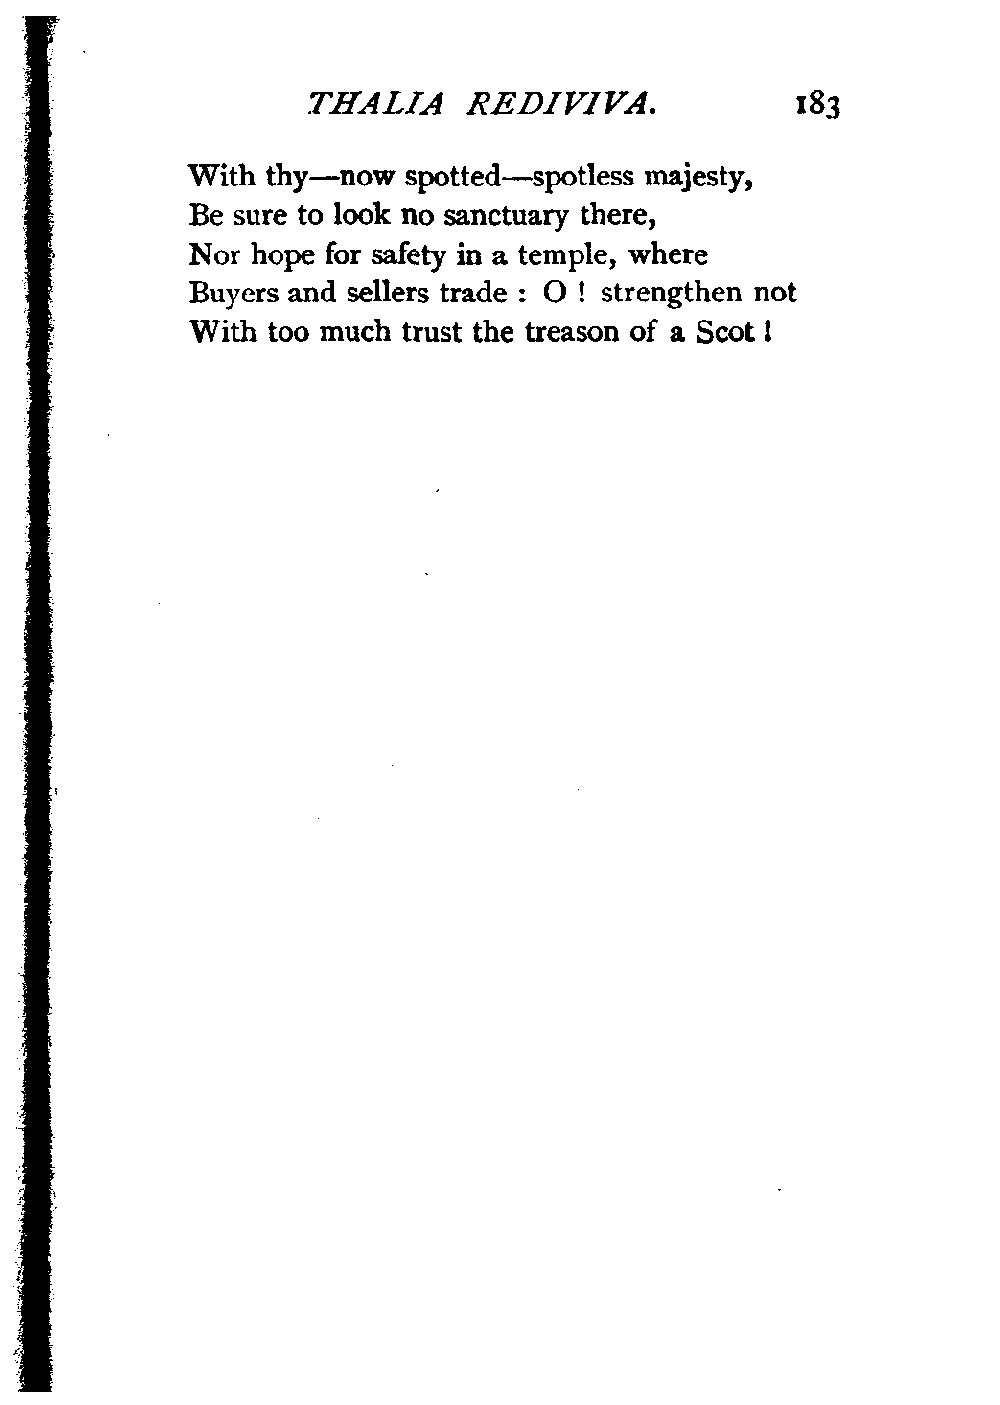 THALIA REDIVIVA. 183
With thy—now spotted—spotless majesty,
Be sure to look no sanctuary there,
Nor hope for safety in a temple, where
Buyers and sellers trade : O ! strengthen not
With too much trust the treason of a Scot !